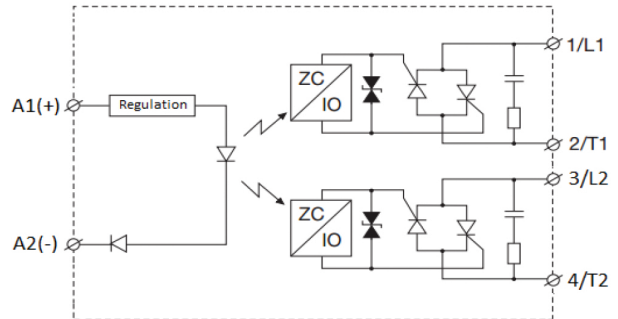 1/L1
ZC
IO
A1(+)
Regulation
2/T1
3/L2
ZC
IO
A2(-)
4/T2